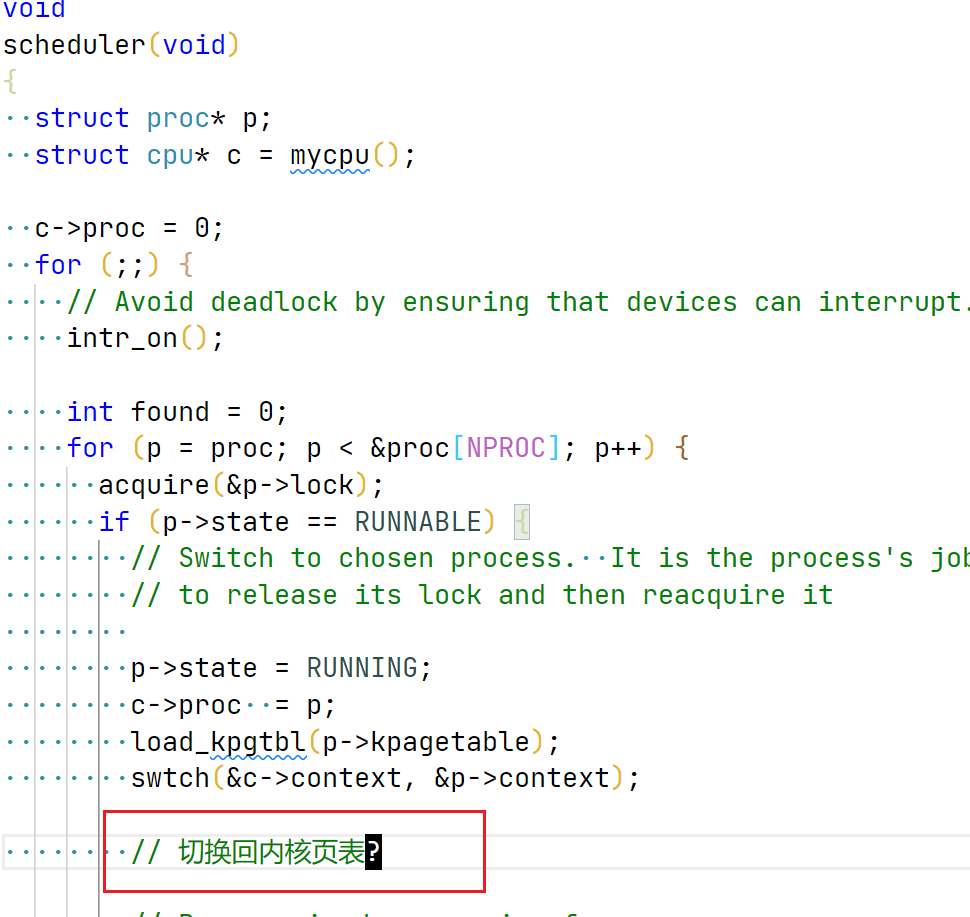 void
scheduler(void)
{
struct proc* p;
struct cpu* c = mycpu();
c->proc = 0;
for (;;) {
// Avoid deadlock by ensuring that devices can interrupt.
intr_on();
int found = 0;
for (p = proc; p < &proc[NPROC]; p++) {
acquire(&p->lock);
if (p->state == RUNNABLE) {
// Switch to chosen process.  It is the process's job
// to release its lock and then reacquire it
p->state = RUNNING;
c->proc  = p;
load_kpgtbl(p->kpagetable);
swtch(&c->context, &p->context);
// 切换回内核页表?